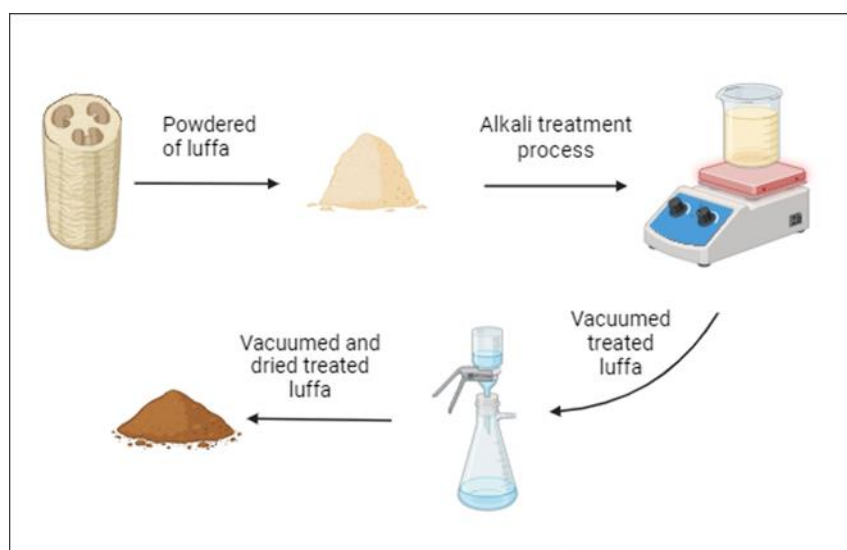 Powdered
of luffa
Alkali treatment
process
Vacuumed
treated
luffa
Vacuumed and
dried treated
luffa